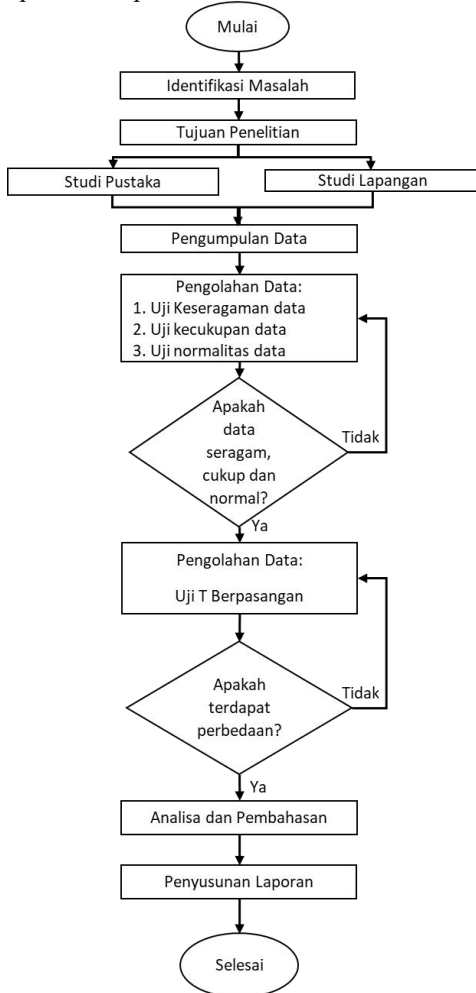 Mulai
Identifikasi Masalah
Tujuan Penelitian
Studi Pustaka
Studi Lapangan
Pengumpulan Data
Pengolahan Data:
1. Uji Keseragaman data
2. Uji kecukupan data
3. Uji normalitas data
Apakah
data
seragam,
cukup dan
normal?
Tidak
Ya
Pengolahan Data:
Uji T Berpasangan
Apakah
terdapat
perbedaan?
Tidak
Ya
Analisa dan Pembahasan
Penyusunan Laporan
Selesai